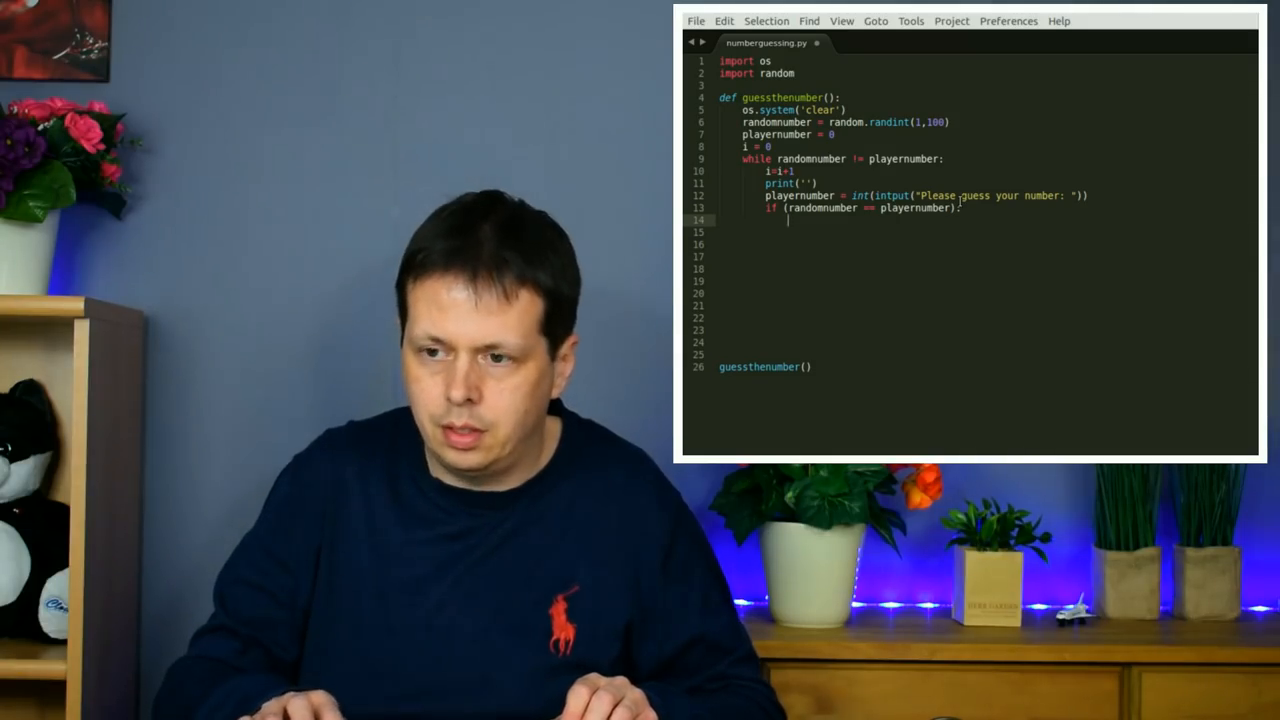 File Edit Selection Find View Goto Tools Project Preferences Help
numberguessing.py
1 import os
2 import random
3
4 def guessthenumber():
5 os.system('clear')
6 randomnumber = random.randint(1,100)
7 playernumber = 0
8 i = 0
9 while randomnumber != playernumber:
10 i=i+1
11 print('')
12 playernumber = int(intput("Please guess your number: "))
13 if (randomnumber == playernumber):
14
15
16
17
18
19
20
21
22
23
24
25
26 guessthenumber()
HERB GARDEN